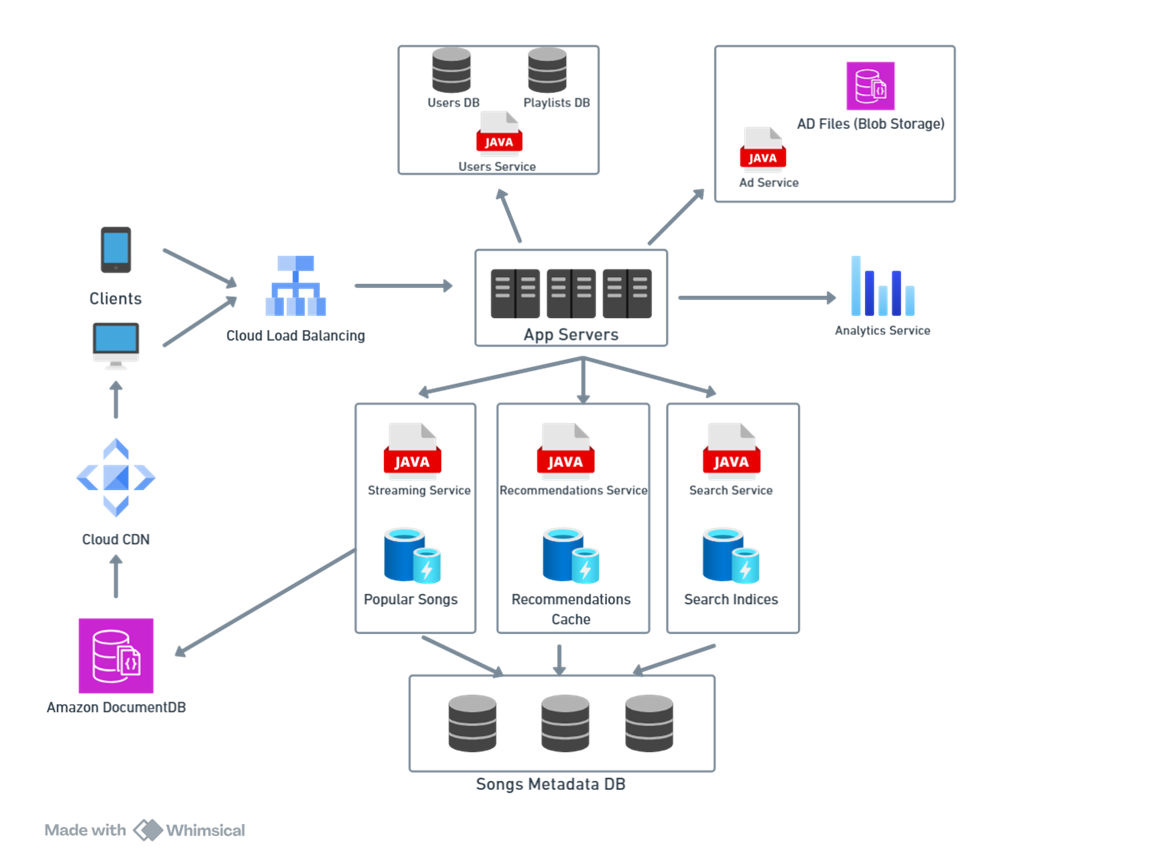 Users DB
Playlists DB
JAVA
Users Service
AD Files (Blob Storage)
JAVA
Ad Service
Clients
Cloud Load Balancing
App Servers
Analytics Service
JAVA
Streaming Service
JAVA
Recommendations Service
JAVA
Search Service
Cloud CDN
Popular Songs
Recommendations
Cache
Search Indices
Amazon DocumentDB
Songs Metadata DB
Made with Whimsical